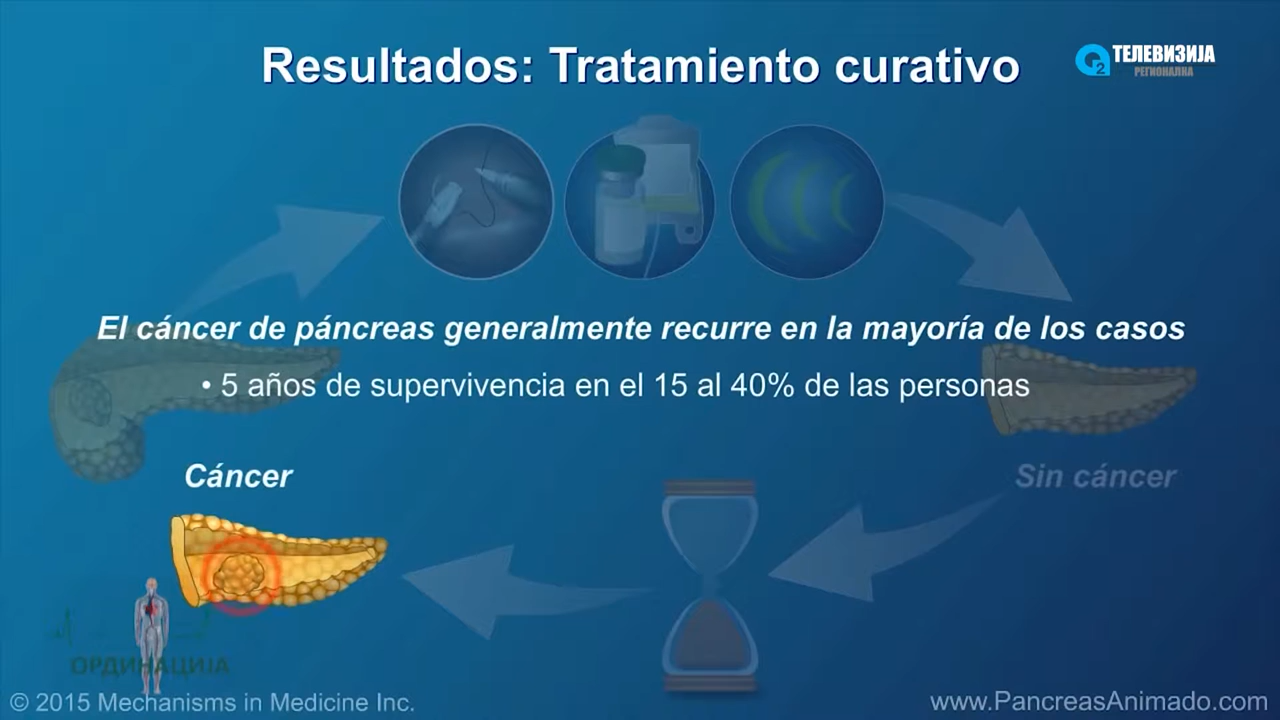 Resultados: Tratamiento curativo
O2 ТЕЛЕВИЗИЈА
РЕГИОНАЛНА
El cáncer de páncreas generalmente recurre en la mayoría de los casos
• 5 años de supervivencia en el 15 al 40% de las personas
Cáncer
Sin cáncer
ОРДИНАЦИЈА
© 2015 Mechanisms in Medicine Inc.
www.PancreasAnimado.com